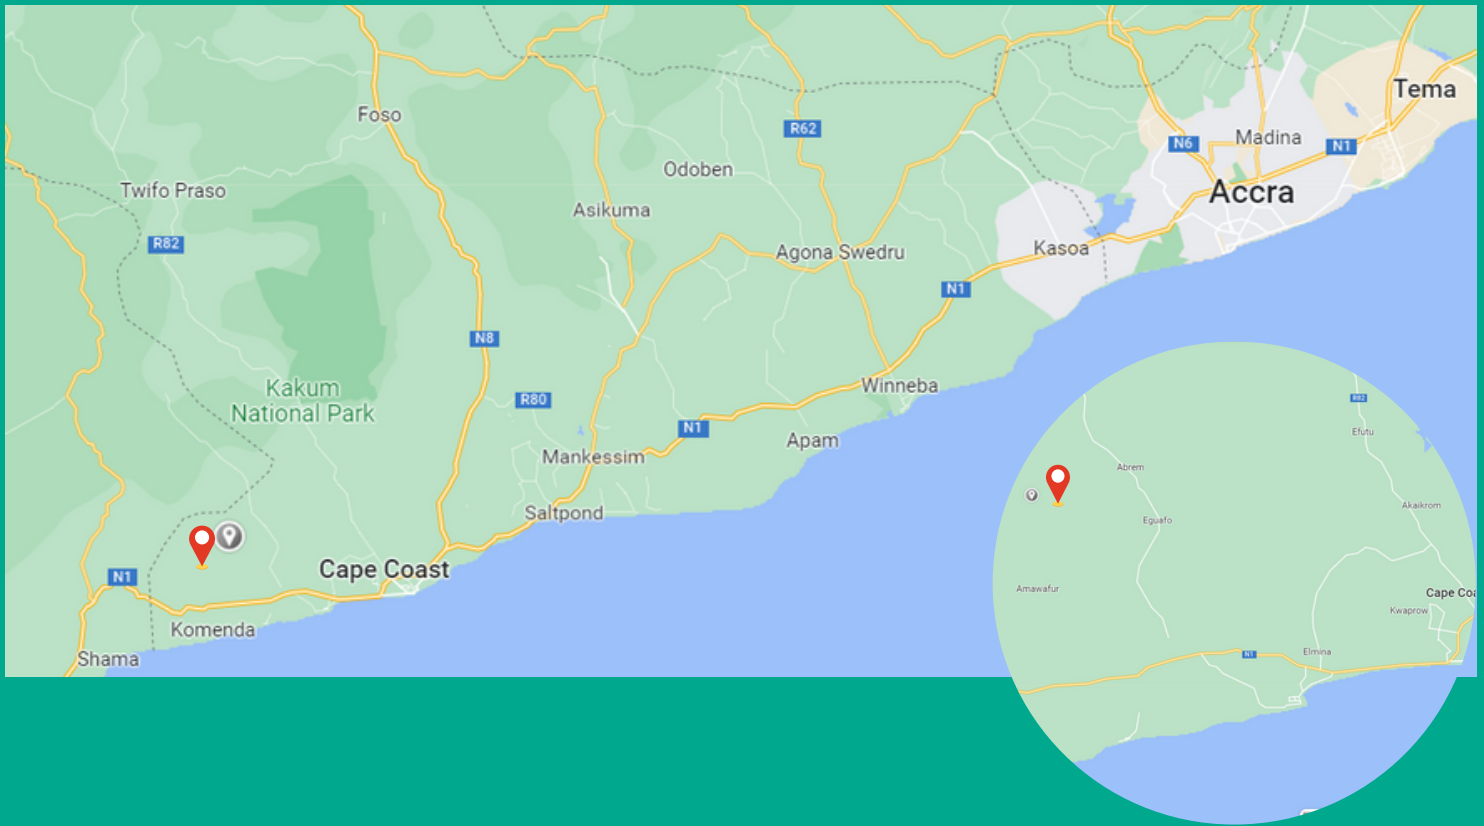 Tema
Foso
R62
Madina
N6
N1
Odoben
Twifo Praso
Accra
Asikuma
R82
Kasoa
Agona Swedru
N1
N8
Kakum
National Park
Winneba
R80
N1
Apam
Mankessim
Saltpond
Cape Coast
N1
Komenda
Shama
R82
Efutu
Abrem
Akaikrom
Eguafo
Amawafur
Cape Coa
Kwaprow
Elmina
N1